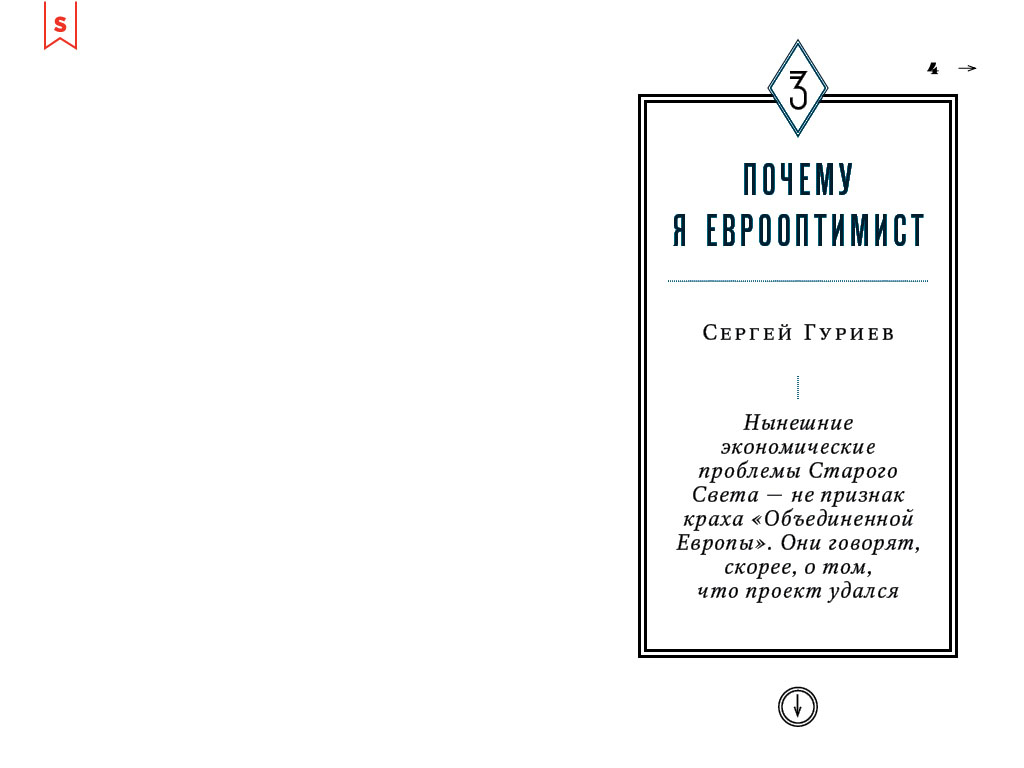 S
4 →
3
ПОЧЕМУ
Я ЕВРООПТИМИСТ
Сергей Гуриев
Нынешние
экономические
проблемы Старого
Света — не признак
краха «Объединенной
Европы». Они говорят,
скорее, о том,
что проект удался